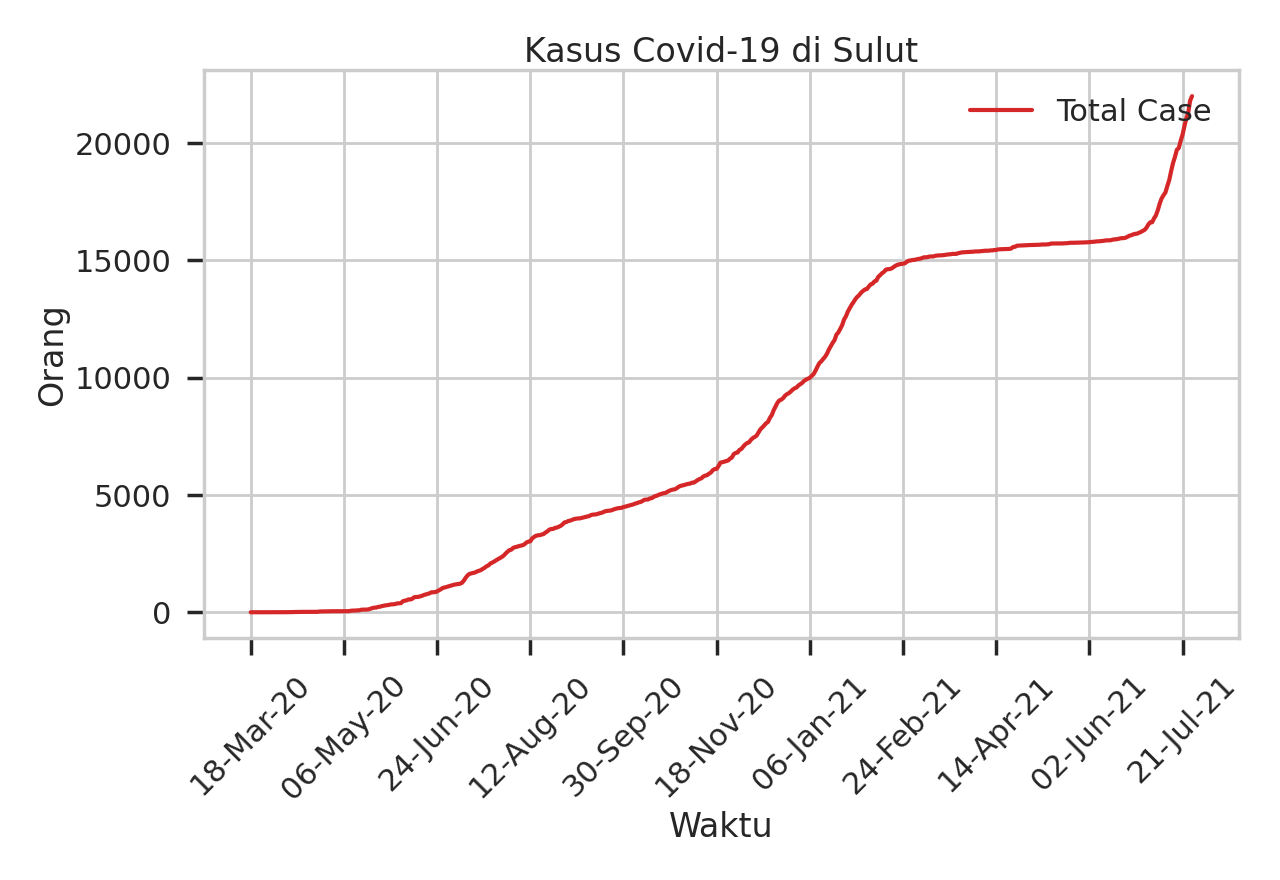 Kasus Covid-19 di Sulut
Total Case
Orang
20000
15000
10000
5000
0
18-Mar-20
06-May-20
24-Jun-20
12-Aug-20
30-Sep-20
18-Nov-20
06-Jan-21
24-Feb-21
14-Apr-21
02-Jun-21
21-Jul-21
Waktu